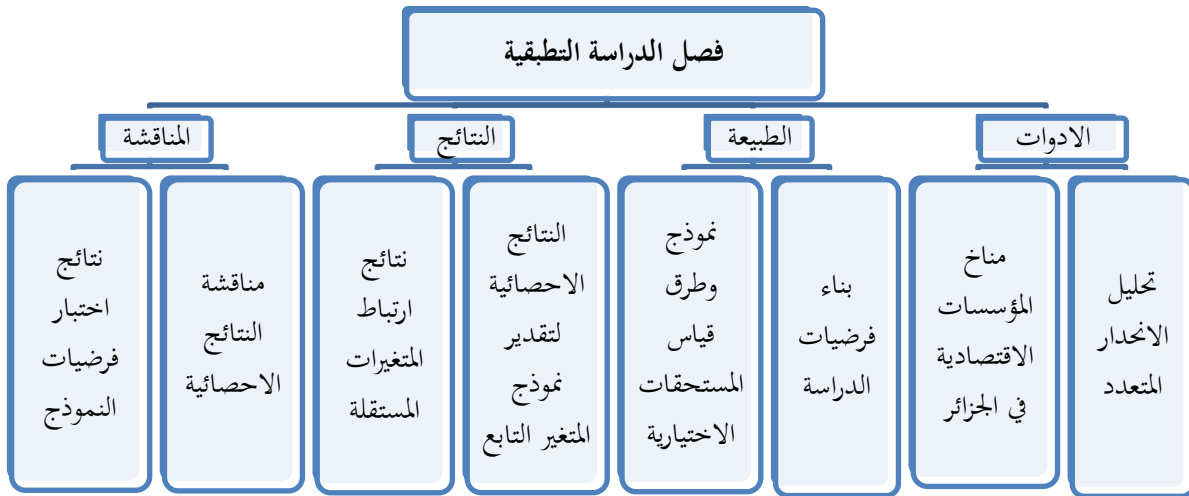 فصل الدراسة التطبقية
الادوات
الطبيعة
النتائج
المناقشة
تحليل
الانحدار
المتعدد
مناخ
المؤسسات
الاقتصادية
في الجزائر
بناء
فرضيات
الدراسة
نموذج
وطرق
قياس
المستحقات
الاختيارية
النتائج
الاحصائية
لتقدير
نموذج
المتغير التابع
نتائج
ارتباط
المتغيرات
المستقلة
مناقشة
النتائج
الاحصائية
نتائج
اختبار
فرضيات
النموذج